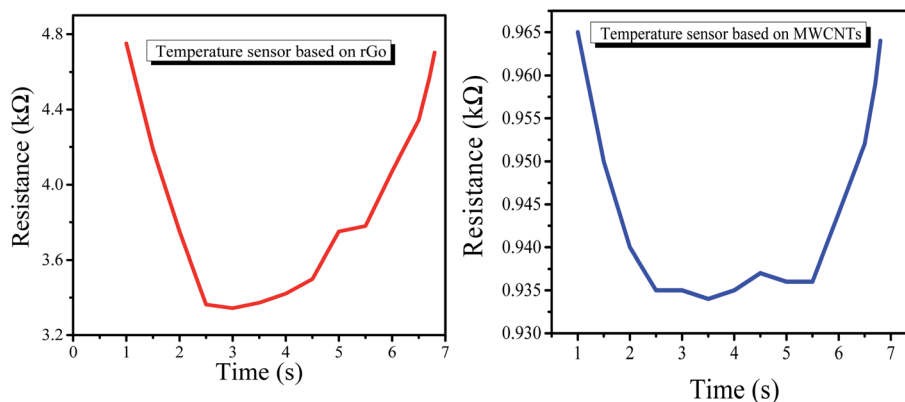 4.8
4.4
4.0
3.6
3.2
Resistance (kΩ)
Temperature sensor based on rGo
0 1 2 3 4 5 6 7
Time (s)
0.965
0.960
0.955
0.950
0.945
0.940
0.935
0.930
Resistance (kΩ)
Temperature sensor based on MWCNTs
1 2 3 4 5 6 7
Time (s)